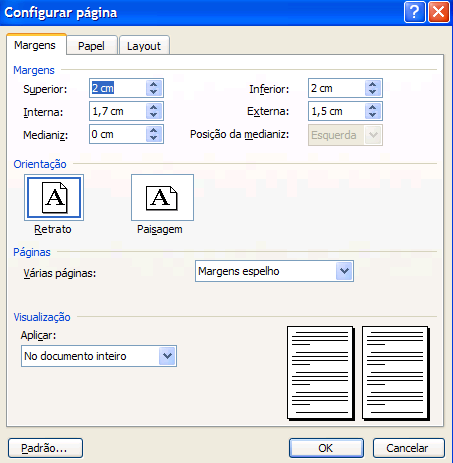 Configurar página
Margens Papel Layout
Margens
Superior: 2 cm Inferior: 2 cm
Interna: 1,7 cm Externa: 1,5 cm
Medianiz: 0 cm Posição da medianiz: Esquerda
Orientação
A A
Retrato Paisagem
Páginas
Várias páginas: Margens espelho
Visualização
Aplicar:
No documento inteiro
Padrão... OK Cancelar